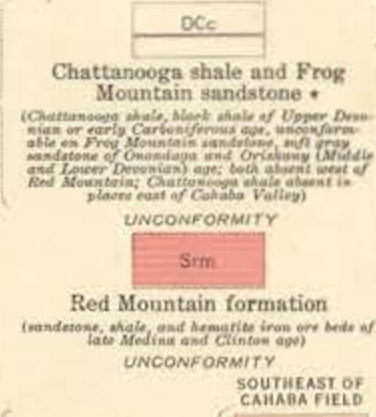 DCc
Chattanooga shale and Frog
Mountain sandstone *
(Chattanooga shale, black shale of Upper Devo-
nian or early Carboniferous age, unconform-
able on Frog Mountain sandstone, soft gray
sandstone of Onondaga and Oriskany (Middle
and Lower Devonian) age; both absent west of
Red Mountain; Chattanooga shale absent in
places east of Cahaba Valley)
UNCONFORMITY
Srm
Red Mountain formation
(sandstone, shale, and hematite iron ore beds of
late Medina and Clinton age)
UNCONFORMITY
SOUTHEAST OF
CAHABA FIELD